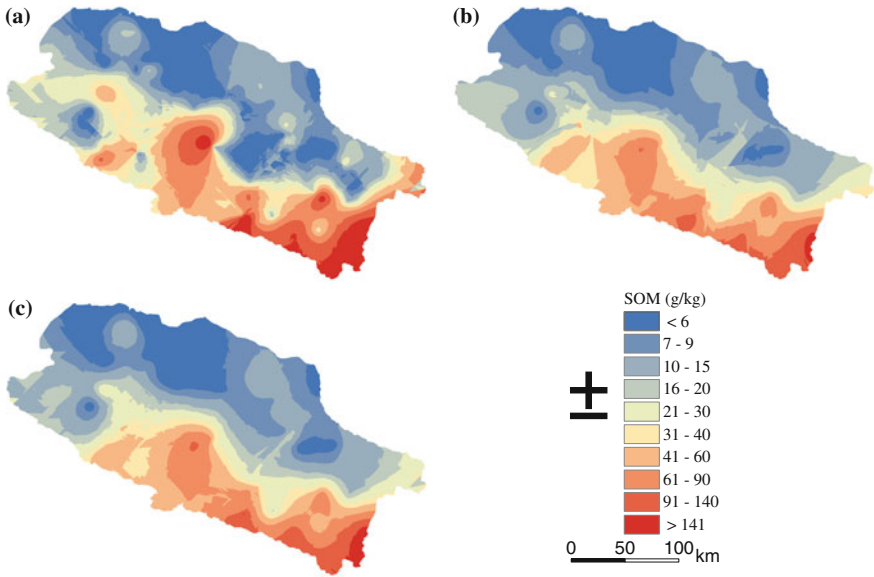 (a)
(b)
(c)
SOM (g/kg)
< 6
7 - 9
10 - 15
16 - 20
21 - 30
31 - 40
41 - 60
61 - 90
91 - 140
> 141
0 50 100 km